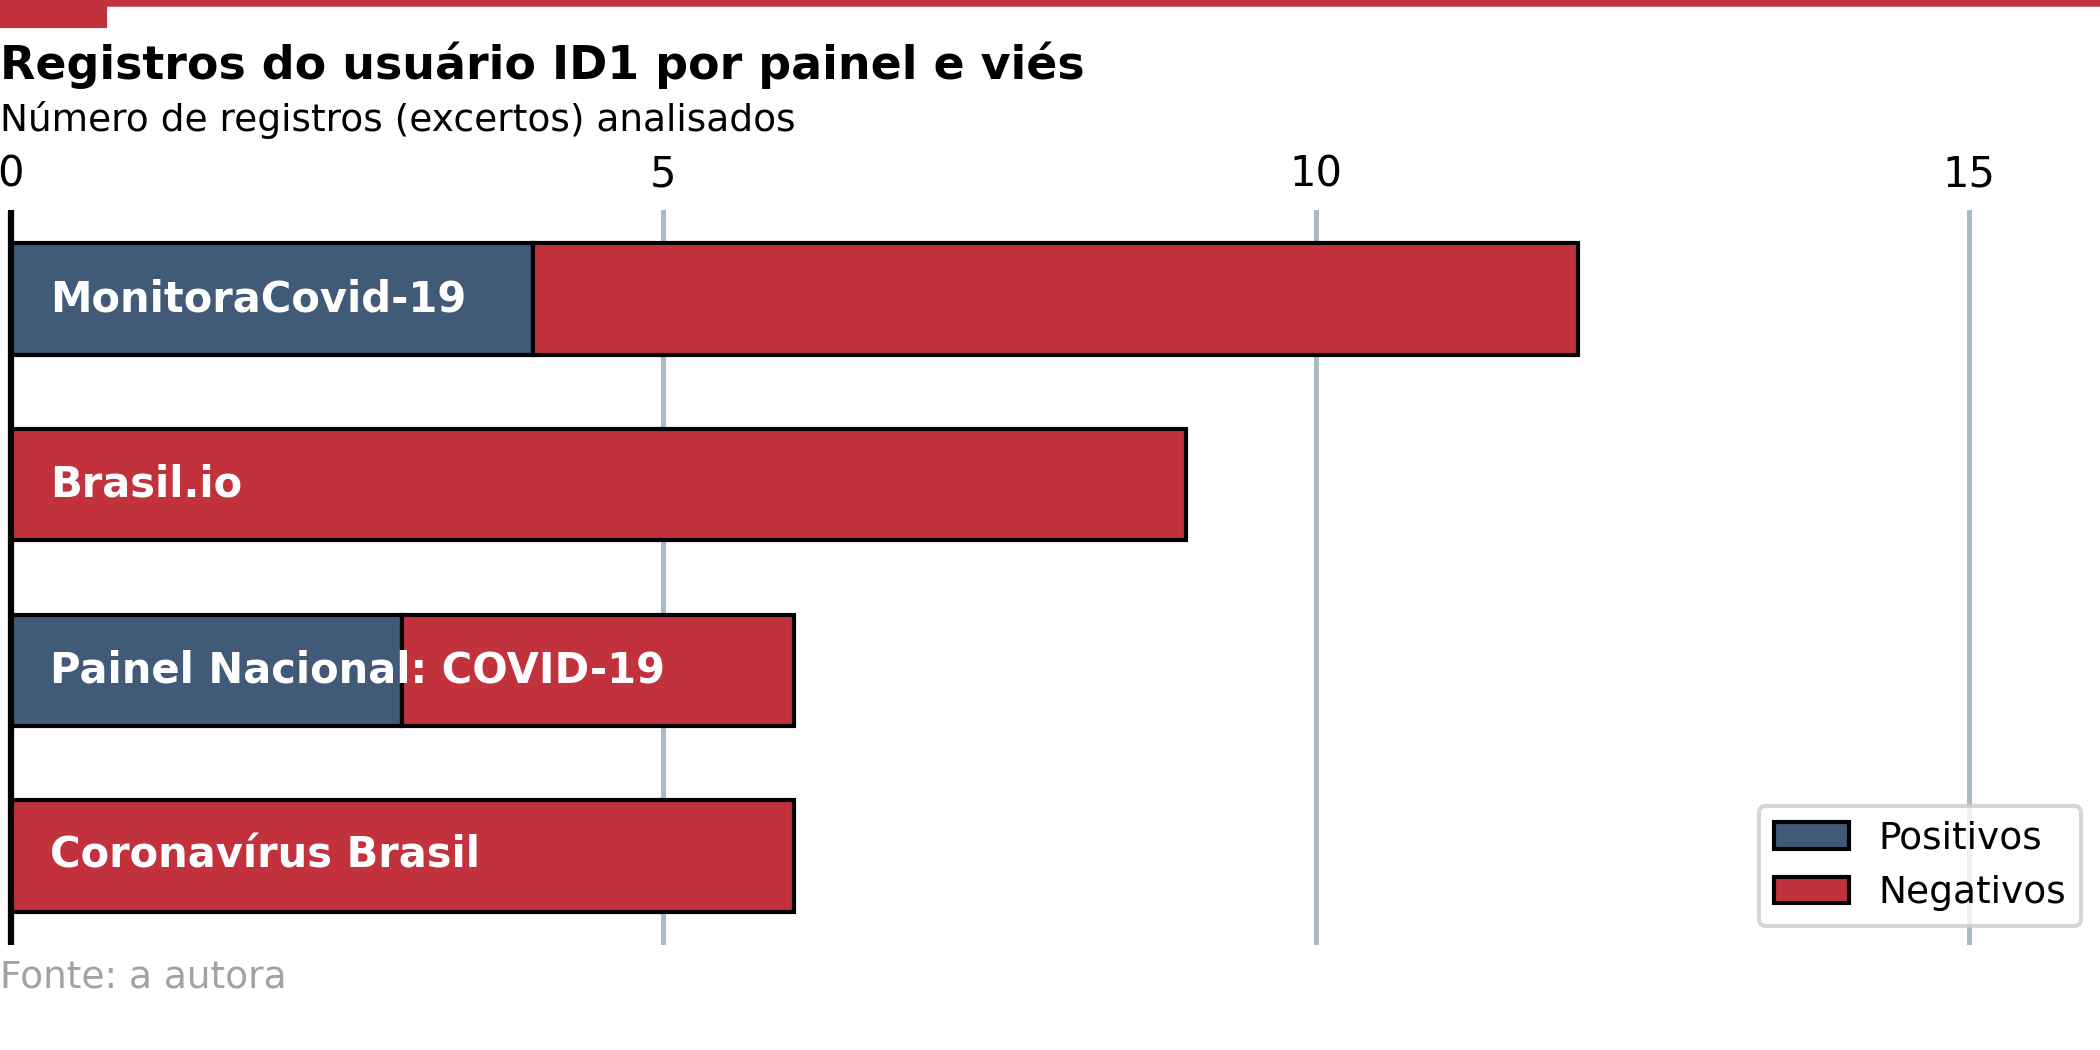 Registros do usuário ID1 por painel e viés
Número de registros (excertos) analisados
0 5 10 15
MonitoraCovid-19
Brasil.io
Painel Nacional: COVID-19
Coronavírus Brasil
Positivos
Negativos
Fonte: a autora